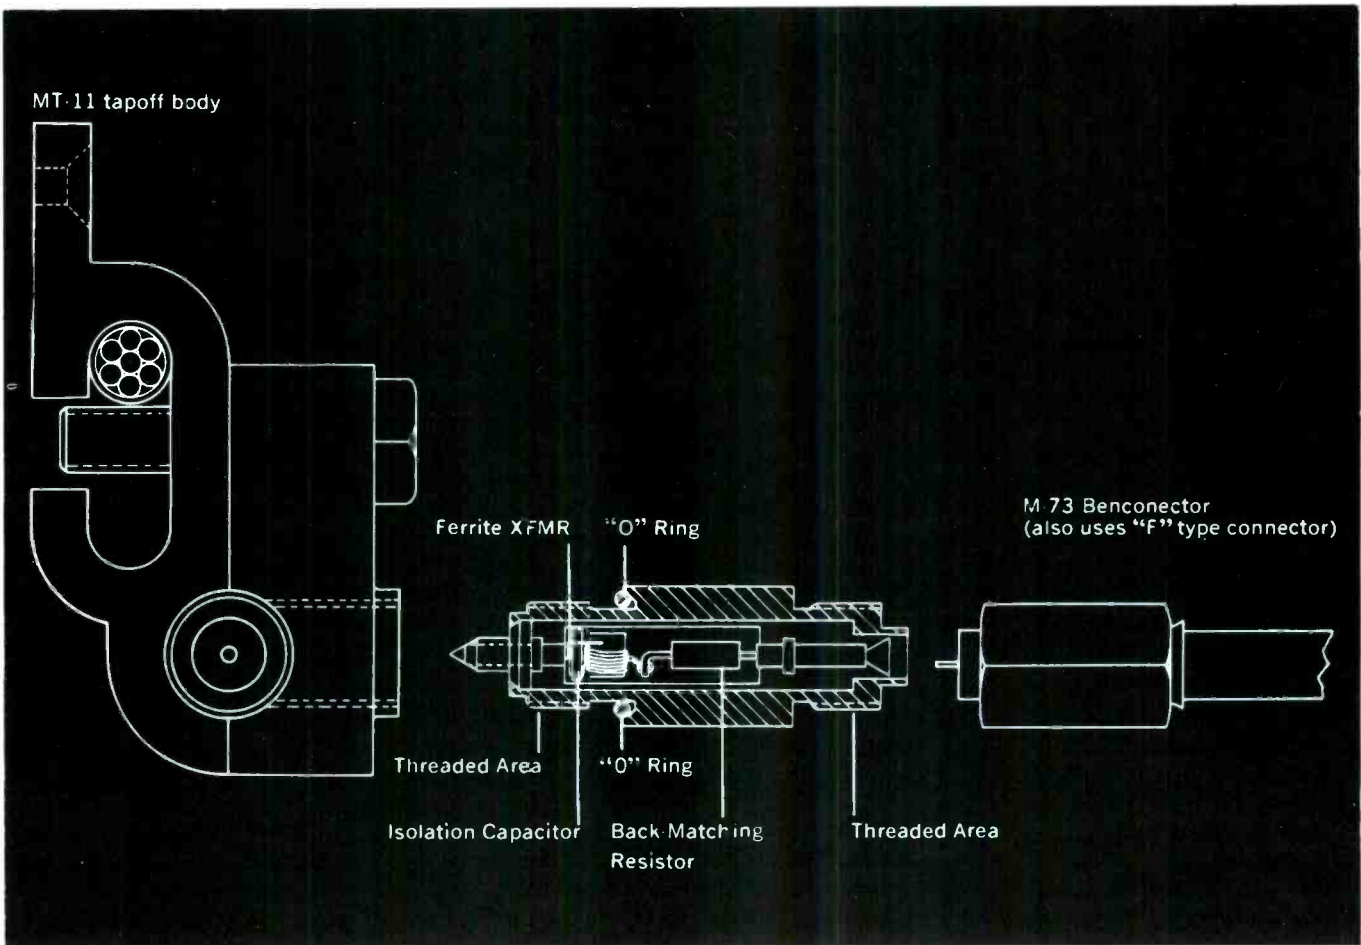 MT-11 tapoff body
Ferrite XFMR
"O" Ring
M-73 Benconector
(also uses "F" type connector)
Threaded Area
"O" Ring
Isolation Capacitor
Back-Matching
Resistor
Threaded Area